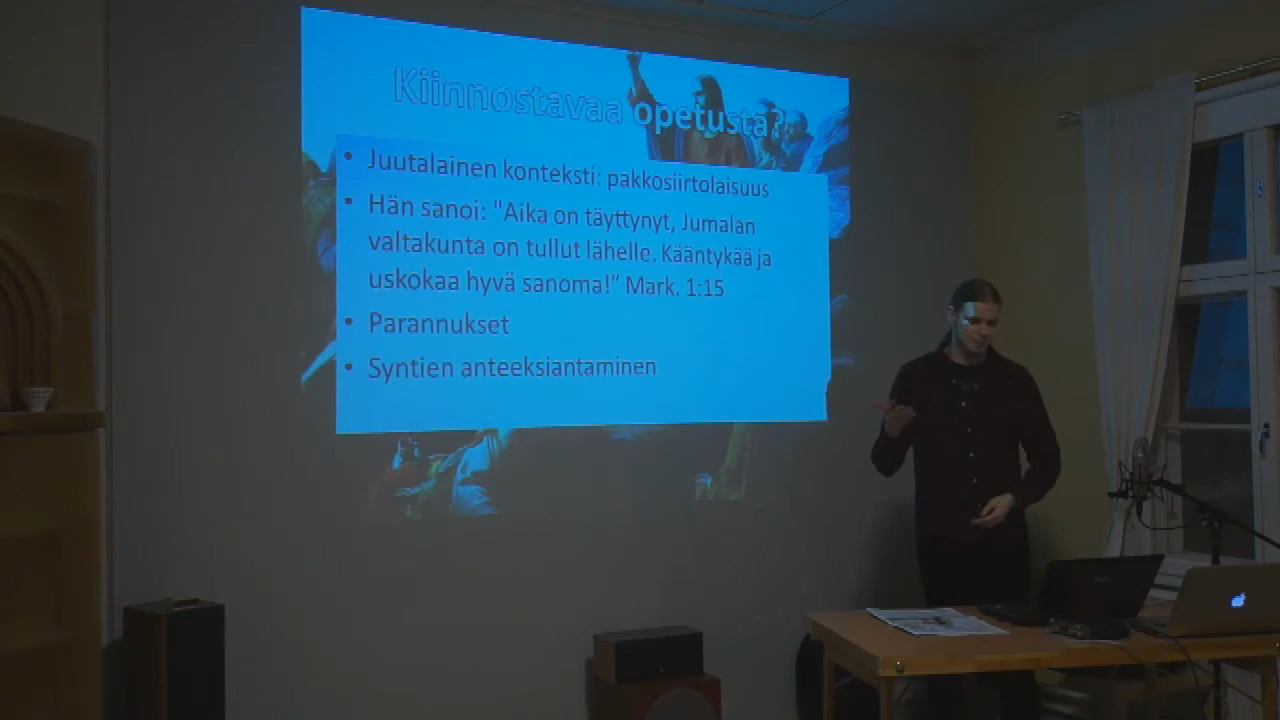 Kiinnostavaa opetusta?
• Juutalainen konteksti: pakkosiirtolaisuus
• Hän sanoi: "Aika on täyttynyt, Jumalan
valtakunta on tullut lähelle. Kääntykää ja
uskokaa hyvä sanoma!” Mark. 1:15
• Parannukset
• Syntien anteeksiantaminen